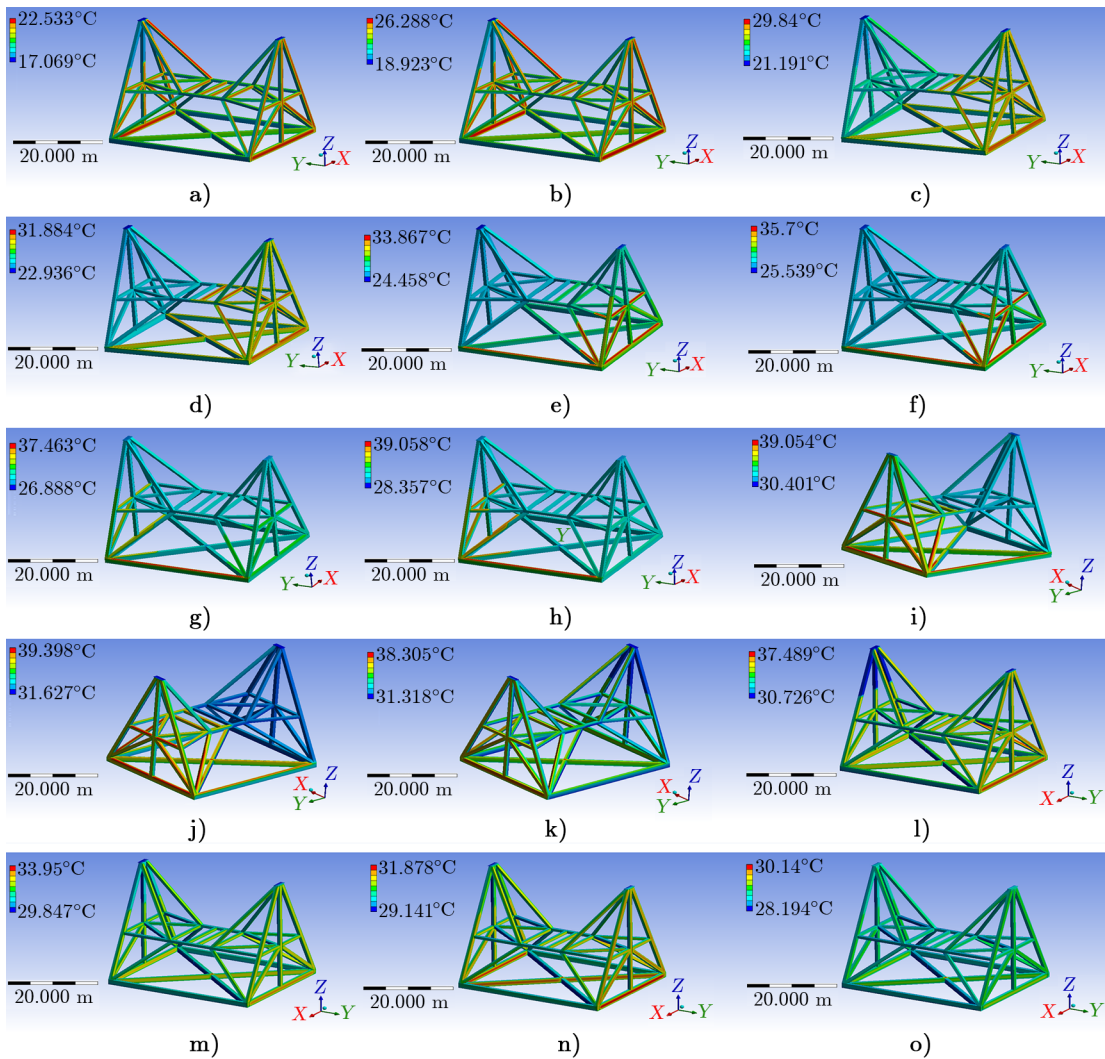 22.533°C 26.288°C 29.84°C
17.069°C 18.923°C 21.191°C
20.000 m Z Y X 20.000 m Z Y X 20.000 m Z Y X
a) b) c)
31.884°C 33.867°C 35.7°C
22.936°C 24.458°C 25.539°C
20.000 m Z Y X 20.000 m Z Y X 20.000 m Z Y X
d) e) f)
37.463°C 39.058°C 39.054°C
26.888°C 28.357°C 30.401°C
Y
20.000 m Z Y X 20.000 m Z Y X 20.000 m Z X Y
g) h) i)
39.398°C 38.305°C 37.489°C
31.627°C 31.318°C 30.726°C
20.000 m Z X Y 20.000 m Z X Y 20.000 m Z X Y
j) k) l)
33.95°C 31.878°C 30.14°C
29.847°C 29.141°C 28.194°C
20.000 m Z X Y 20.000 m Z X Y 20.000 m Z X Y
m) n) o)